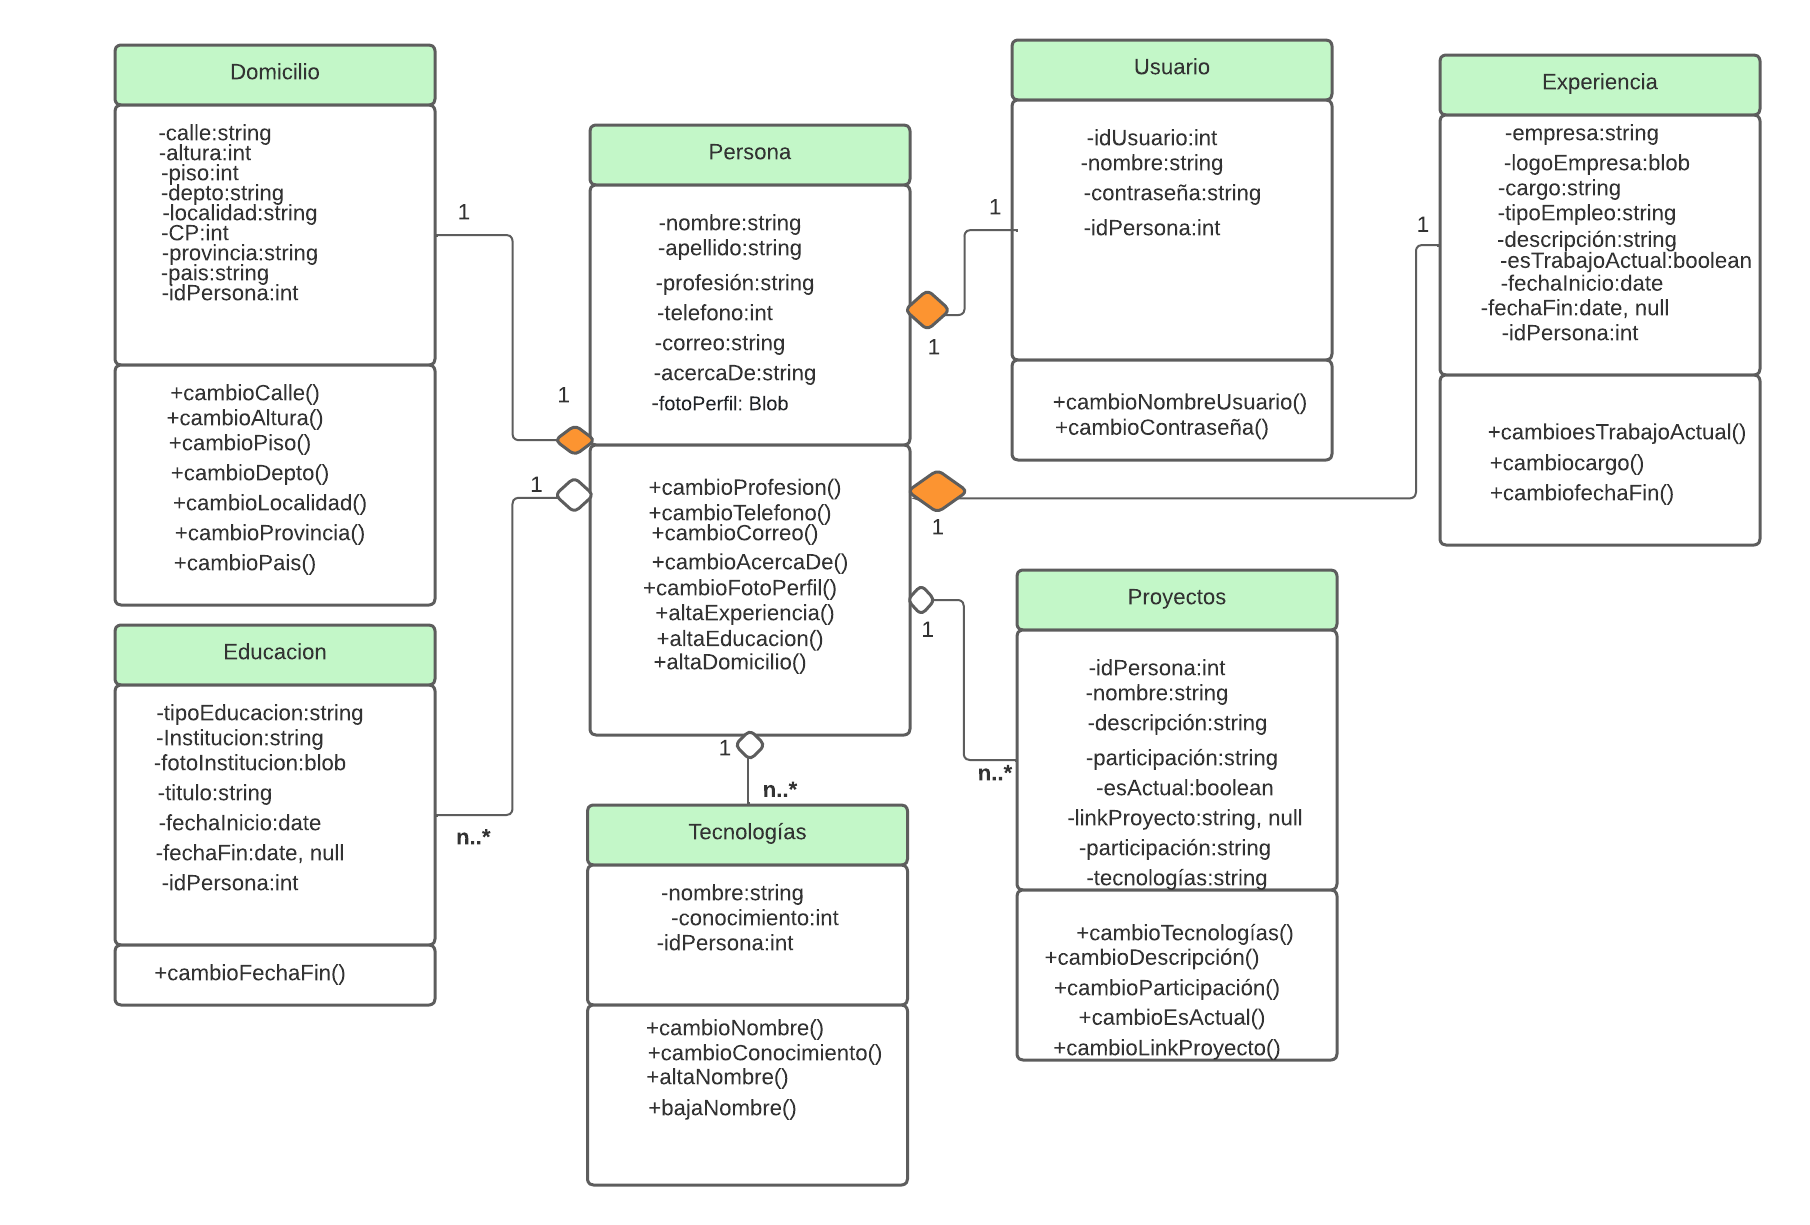 Domicilio
-calle:string
-altura:int
-piso:int
-depto:string
-localidad:string
-CP:int
-provincia:string
-pais:string
-idPersona:int
+cambioCalle()
+cambioAltura()
+cambioPiso()
+cambioDepto()
+cambioLocalidad()
+cambioProvincia()
+cambioPais()
1
1
Educacion
-tipoEducacion:string
-Institucion:string
-fotoInstitucion:blob
-titulo:string
-fechaInicio:date
-fechaFin:date, null
-idPersona:int
+cambioFechaFin()
1
n..*
Persona
-nombre:string
-apellido:string
-profesión:string
-telefono:int
-correo:string
-acercaDe:string
-fotoPerfil: Blob
+cambioProfesion()
+cambioTelefono()
+cambioCorreo()
+cambioAcercaDe()
+cambioFotoPerfil()
+altaExperiencia()
+altaEducacion()
+altaDomicilio()
1
n..*
Tecnologías
-nombre:string
-conocimiento:int
-idPersona:int
+cambioNombre()
+cambioConocimiento()
+altaNombre()
+bajaNombre()
Usuario
-idUsuario:int
-nombre:string
-contraseña:string
-idPersona:int
+cambioNombreUsuario()
+cambioContraseña()
1
1
Experiencia
-empresa:string
-logoEmpresa:blob
-cargo:string
-tipoEmpleo:string
-descripción:string
-esTrabajoActual:boolean
-fechaInicio:date
-fechaFin:date, null
-idPersona:int
+cambioesTrabajoActual()
+cambiocargo()
+cambiofechaFin()
1
1
Proyectos
-idPersona:int
-nombre:string
-descripción:string
-participación:string
-esActual:boolean
-linkProyecto:string, null
-participación:string
-tecnologías:string
+cambioTecnologías()
+cambioDescripción()
+cambioParticipación()
+cambioEsActual()
+cambioLinkProyecto()
1
n..*